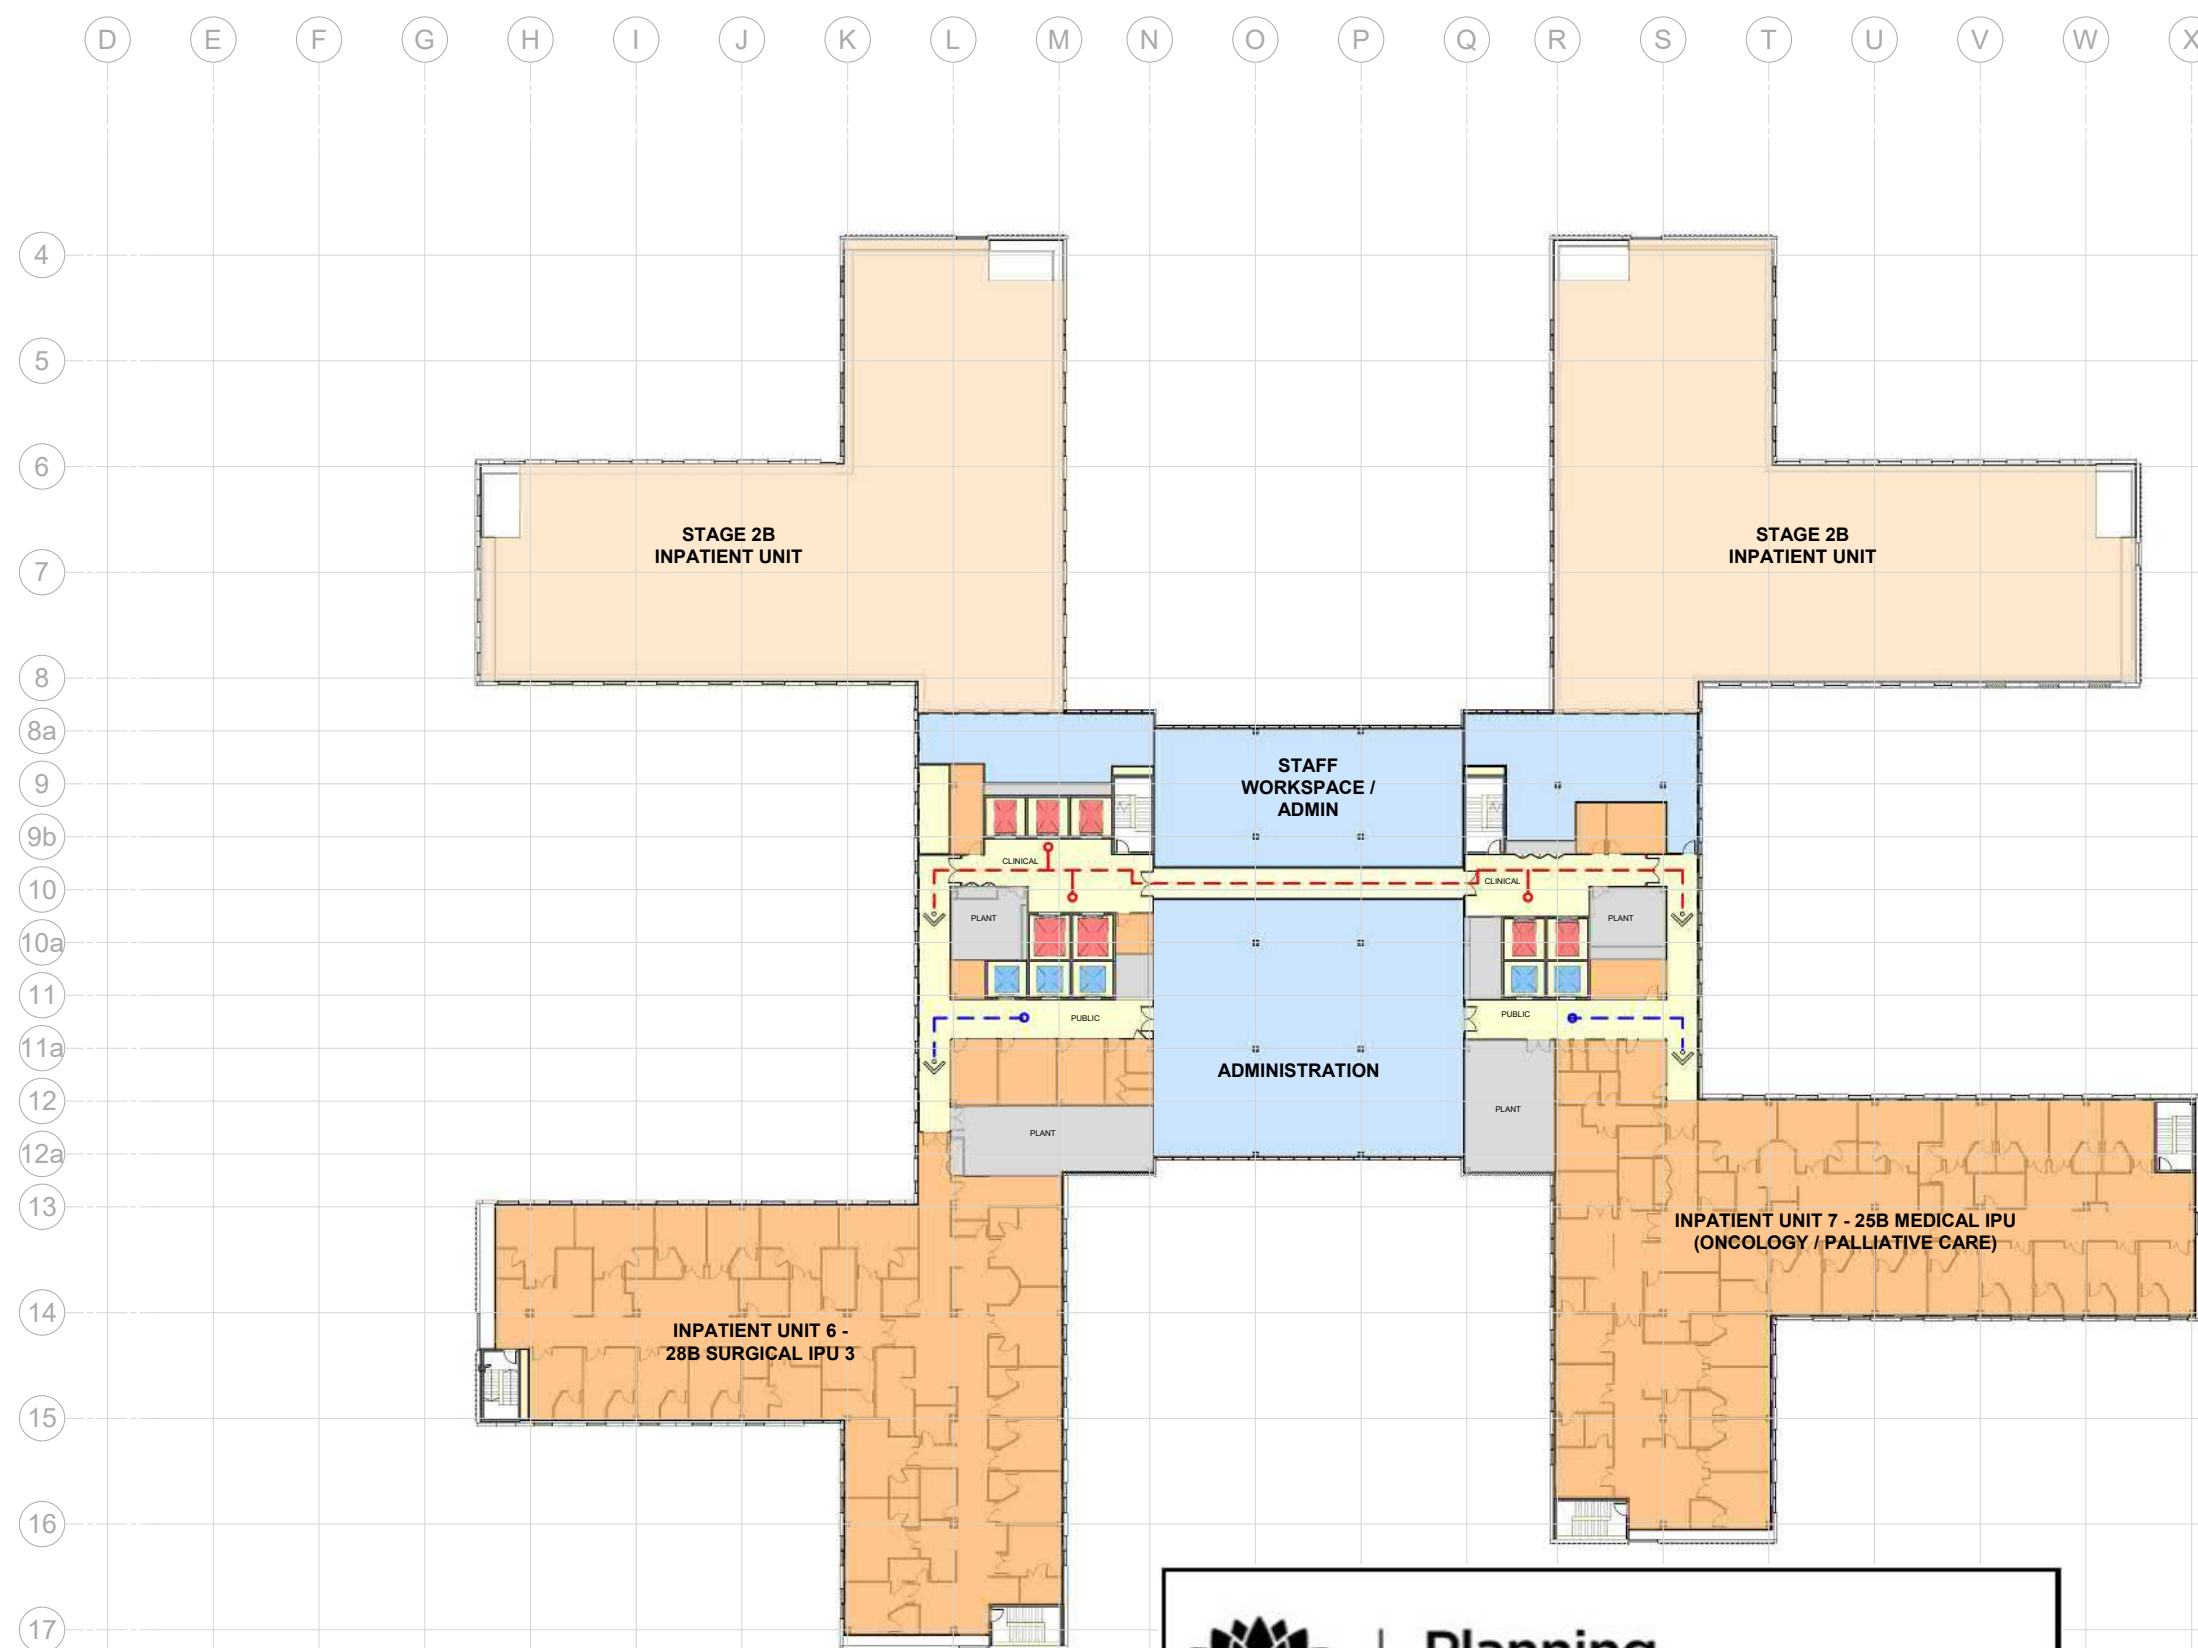 D E F G H I J K L M N O P Q R S T U V W X
4
5
6
STAGE 2B
INPATIENT UNIT
STAGE 2B
INPATIENT UNIT
7
8
8a
STAFF
WORKSPACE /
ADMIN
9
9b
CLINICAL
CLINICAL
10
PLANT
PLANT
10a
11
PUBLIC
PUBLIC
11a
ADMINISTRATION
12
PLANT
PLANT
12a
13
INPATIENT UNIT 7 - 25B MEDICAL IPU
(ONCOLOGY / PALLIATIVE CARE)
14
INPATIENT UNIT 6 -
28B SURGICAL IPU 3
15
16
17
Planning